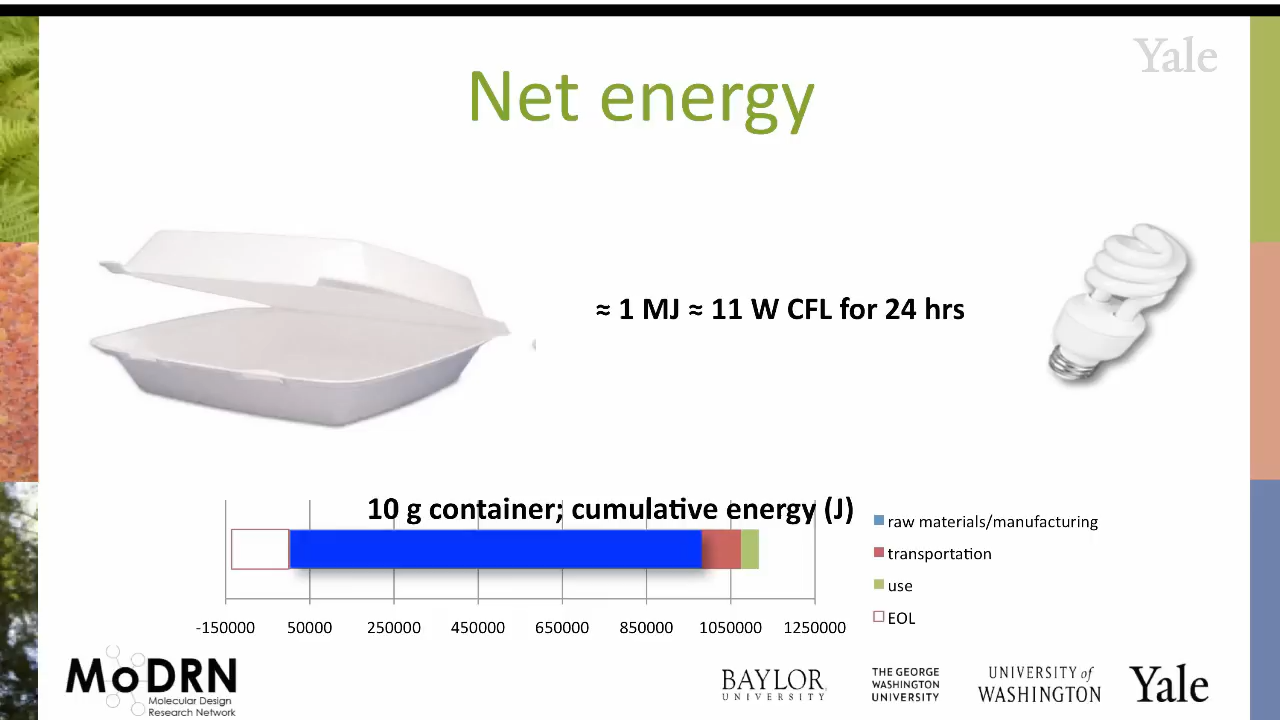 Yale
Net energy
≈ 1 MJ ≈ 11 W CFL for 24 hrs
10 g container; cumulative energy (J)
raw materials/manufacturing
transportation
use
EOL
-150000 50000 250000 450000 650000 850000 1050000 1250000
MoDRN
Molecular Design
Research Network
BAYLOR
UNIVERSITY
THE GEORGE
WASHINGTON
UNIVERSITY
UNIVERSITY of
WASHINGTON
Yale